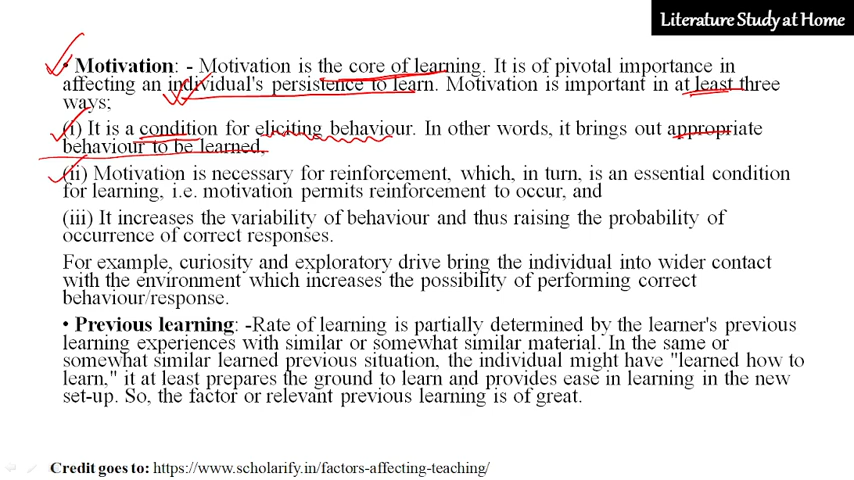 Literature Study at Home
• Motivation: - Motivation is the core of learning. It is of pivotal importance in
affecting an individual's persistence to learn. Motivation is important in at least three
ways;
(i) It is a condition for eliciting behaviour. In other words, it brings out appropriate
behaviour to be learned,
(ii) Motivation is necessary for reinforcement, which, in turn, is an essential condition
for learning, i.e. motivation permits reinforcement to occur, and
(iii) It increases the variability of behaviour and thus raising the probability of
occurrence of correct responses.
For example, curiosity and exploratory drive bring the individual into wider contact
with the environment which increases the possibility of performing correct
behaviour/response.
• Previous learning: -Rate of learning is partially determined by the learner's previous
learning experiences with similar or somewhat similar material. In the same or
somewhat similar learned previous situation, the individual might have "learned how to
learn," it at least prepares the ground to learn and provides ease in learning in the new
set-up. So, the factor or relevant previous learning is of great.
Credit goes to: https://www.scholarify.in/factors-affecting-teaching/